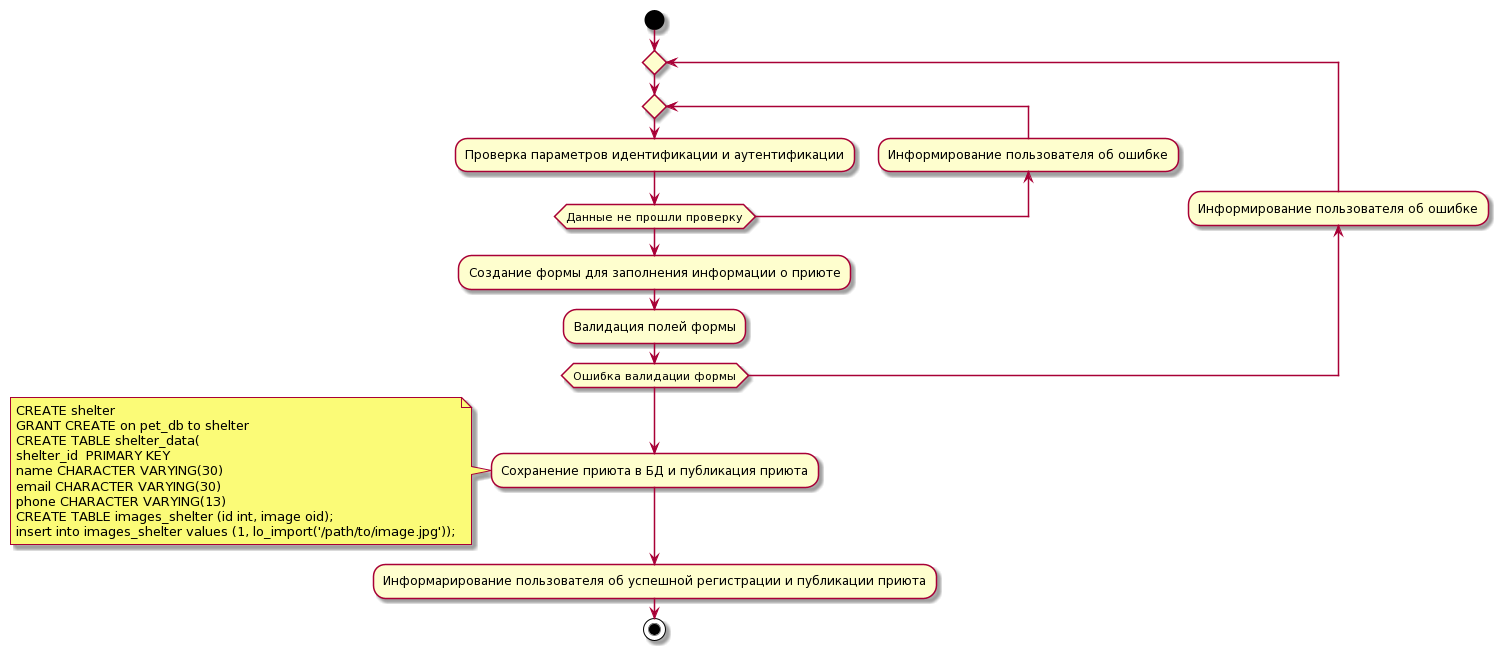 Проверка параметров идентификации и аутентификации
Информирование пользователя об ошибке
Информирование пользователя об ошибке
Данные не прошли проверку
Создание формы для заполнения информации о приюте
Валидация полей формы
Ошибка валидации формы
CREATE shelter
GRANT CREATE on pet_db to shelter
CREATE TABLE shelter_data(
shelter_id  PRIMARY KEY
name CHARACTER VARYING(30)
email CHARACTER VARYING(30)
phone CHARACTER VARYING(13)
CREATE TABLE images_shelter (id int, image oid);
insert into images_shelter values (1, lo_import('/path/to/image.jpg'));
Сохранение приюта в БД и публикация приюта
Информарирование пользователя об успешной регистрации и публикации приюта